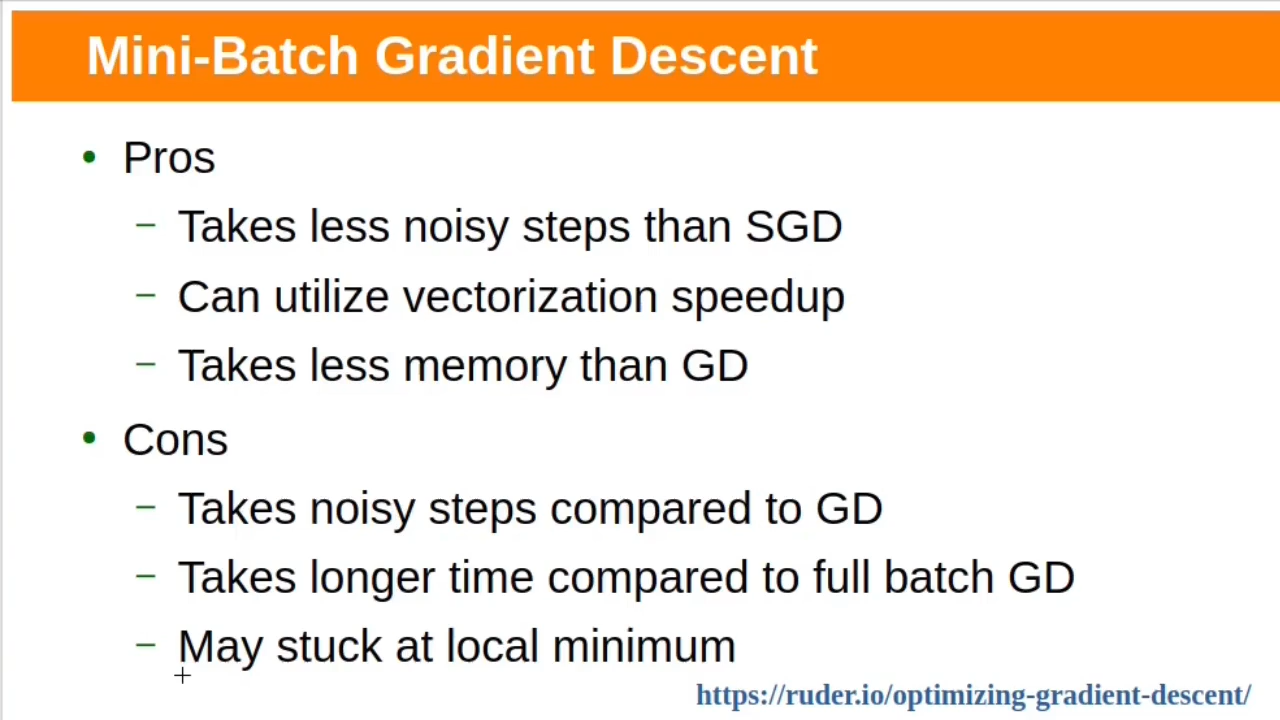 Mini-Batch Gradient Descent
• Pros
– Takes less noisy steps than SGD
– Can utilize vectorization speedup
– Takes less memory than GD
• Cons
– Takes noisy steps compared to GD
– Takes longer time compared to full batch GD
– May stuck at local minimum
https://ruder.io/optimizing-gradient-descent/